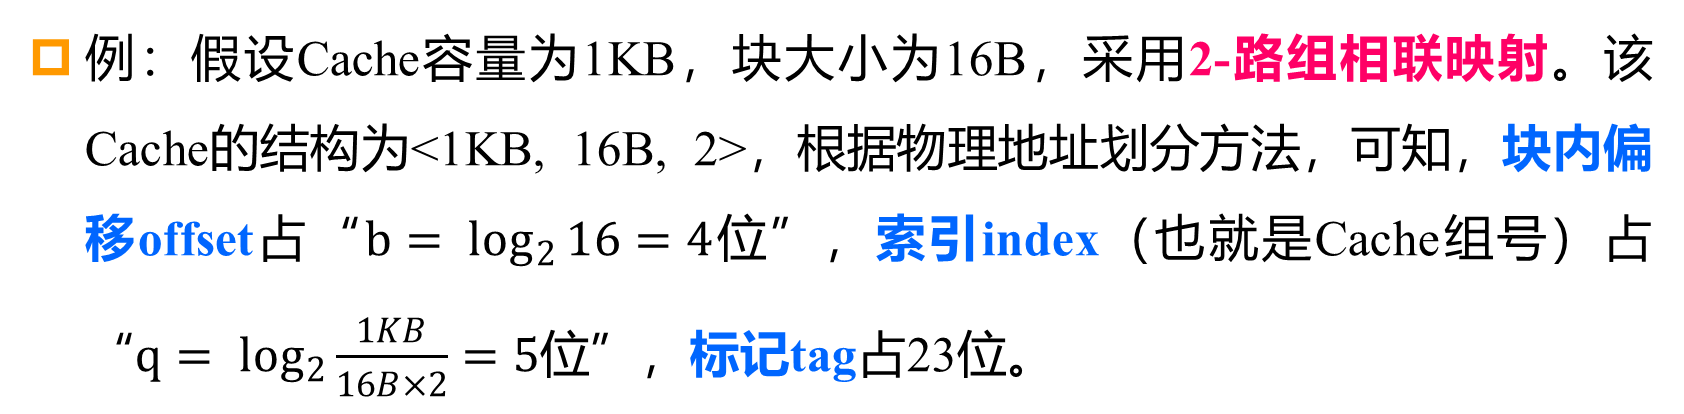 例：假设Cache容量为1KB，块大小为16B，采用2-路组相联映射。该
Cache的结构为<1KB, 16B, 2>，根据物理地址划分方法，可知，块内偏
移offset占“b = log₂ 16 = 4位”，索引index（也就是Cache组号）占
“q = log₂ 1KB/16B×2 = 5位”，标记tag占23位。